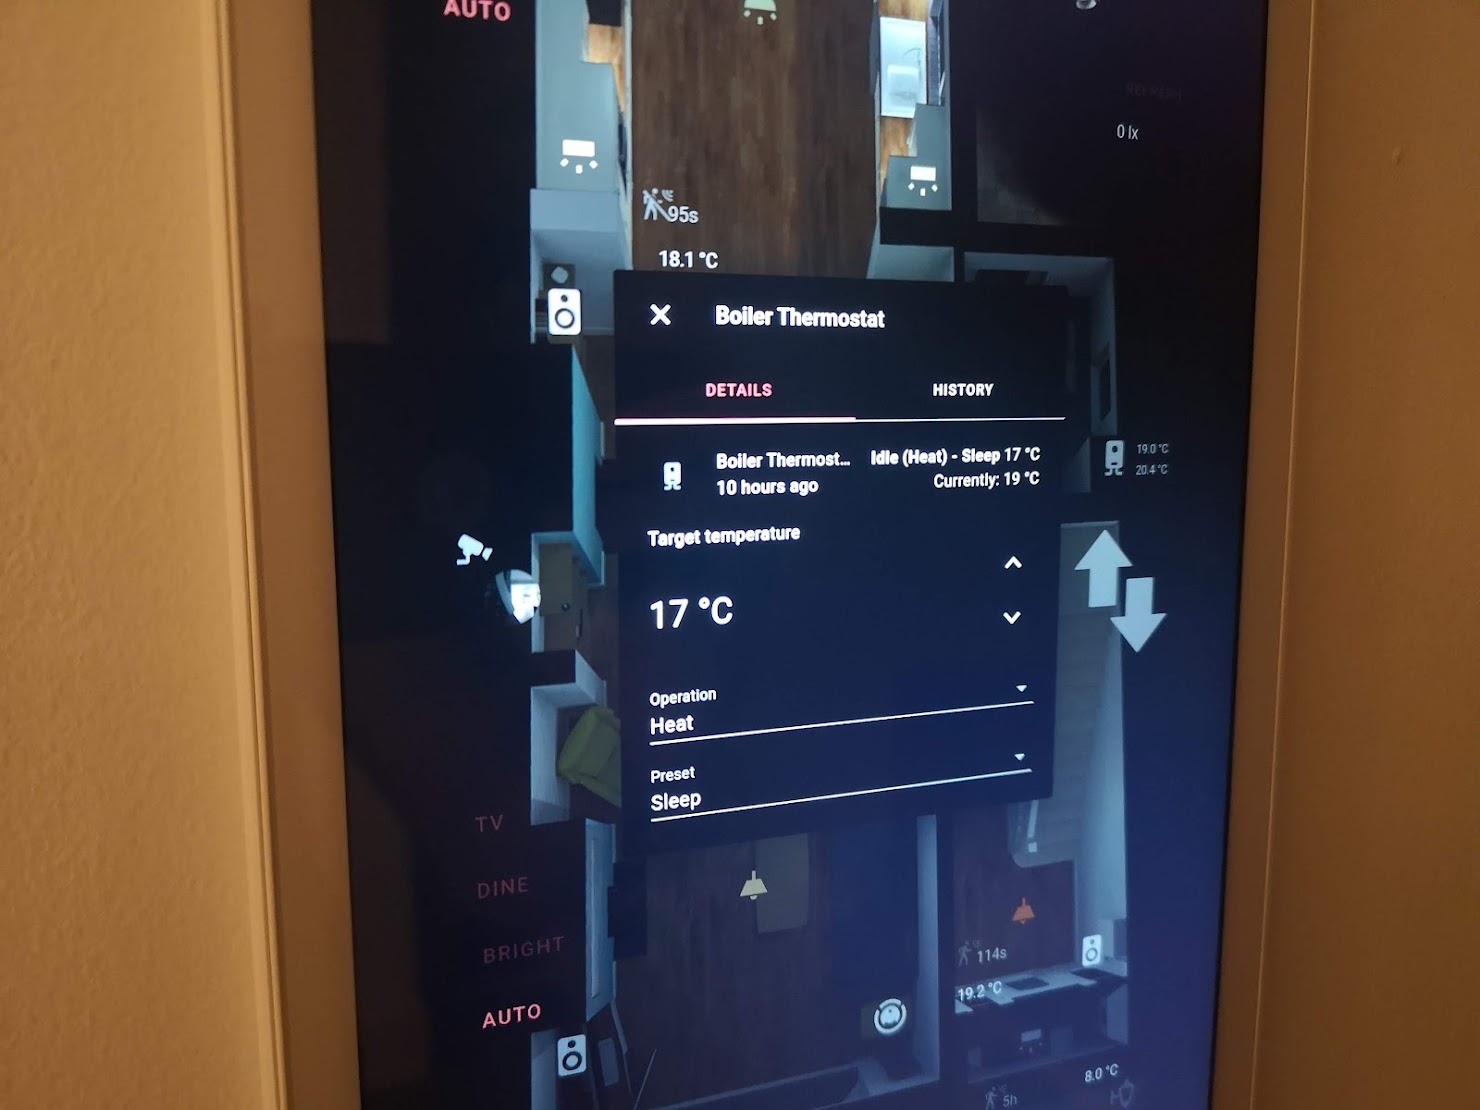 AUTO
REFRESH
0 lx
95s
18.1 °C
Boiler Thermostat
DETAILS
HISTORY
Boiler Thermost...
Idle (Heat) - Sleep 17 °C
10 hours ago
Currently: 19 °C
19.0 °C
20.4 °C
Target temperature
17 °C
Operation
Heat
Preset
Sleep
TV
DINE
BRIGHT
AUTO
114s
19.2 °C
8.0 °C
5h